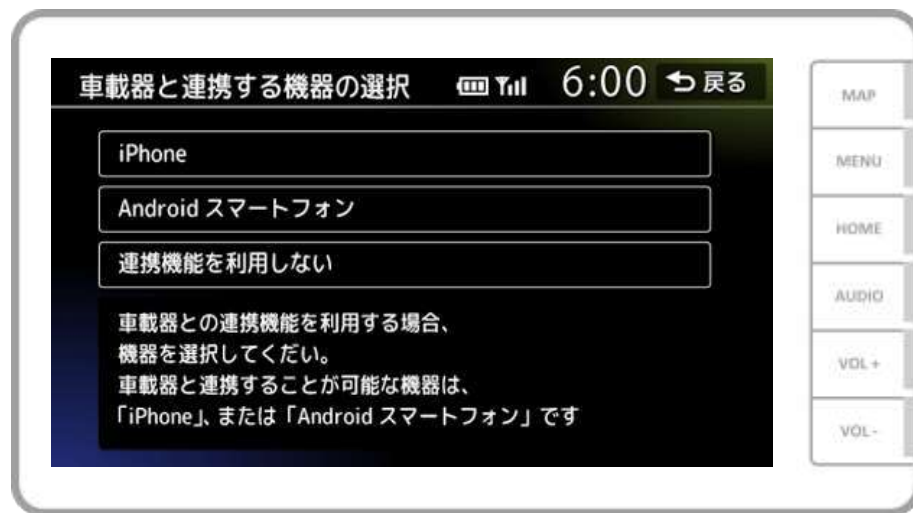 車載器と連携する機器の選択 6:00 戻る
iPhone
Android スマートフォン
連携機能を利用しない
車載器との連携機能を利用する場合、
機器を選択してくだい。
車載器と連携することが可能な機器は、
「iPhone」、または「Android スマートフォン」です
MAP
MENU
HOME
AUDIO
VOL +
VOL -